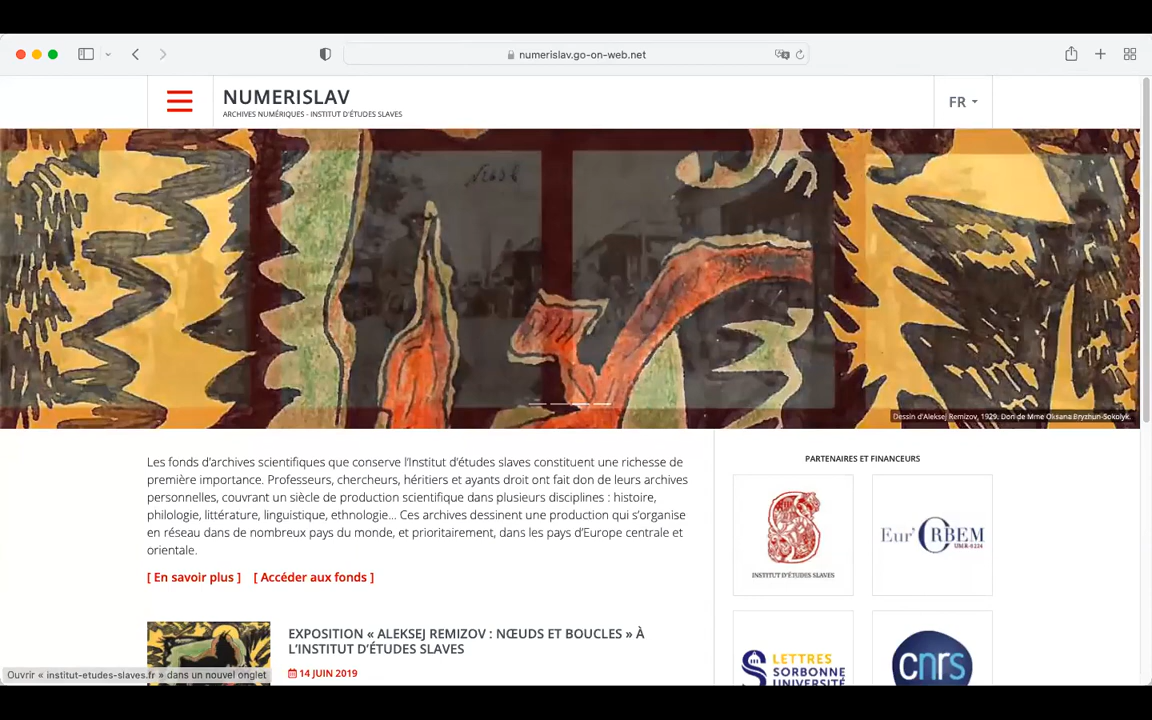 numerislav.go-on-web.net
NUMERISLAV
ARCHIVES NUMÉRIQUES - INSTITUT D'ÉTUDES SLAVES
FR
Dessin d'Aleksej Remizov, 1929. Don de Mme Oksana Bryzhun-Sokolyk.
Les fonds d'archives scientifiques que conserve l'Institut d'études slaves constituent une richesse de
première importance. Professeurs, chercheurs, héritiers et ayants droit ont fait don de leurs archives
personnelles, couvrant un siècle de production scientifique dans plusieurs disciplines : histoire,
philologie, littérature, linguistique, ethnologie... Ces archives dessinent une production qui s'organise
en réseau dans de nombreux pays du monde, et prioritairement, dans les pays d'Europe centrale et
orientale.
[ En savoir plus ] [ Accéder aux fonds ]
EXPOSITION « ALEKSEJ REMIZOV : NŒUDS ET BOUCLES » À
L'INSTITUT D'ÉTUDES SLAVES
14 JUIN 2019
PARTENAIRES ET FINANCEURS
INSTITUT D'ÉTUDES SLAVES
Eur'ORBEM
UMR 8224
LETTRES
SORBONNE
UNIVERSITÉ
cnrs
Ouvrir « institut-etudes-slaves.fr » dans un nouvel onglet